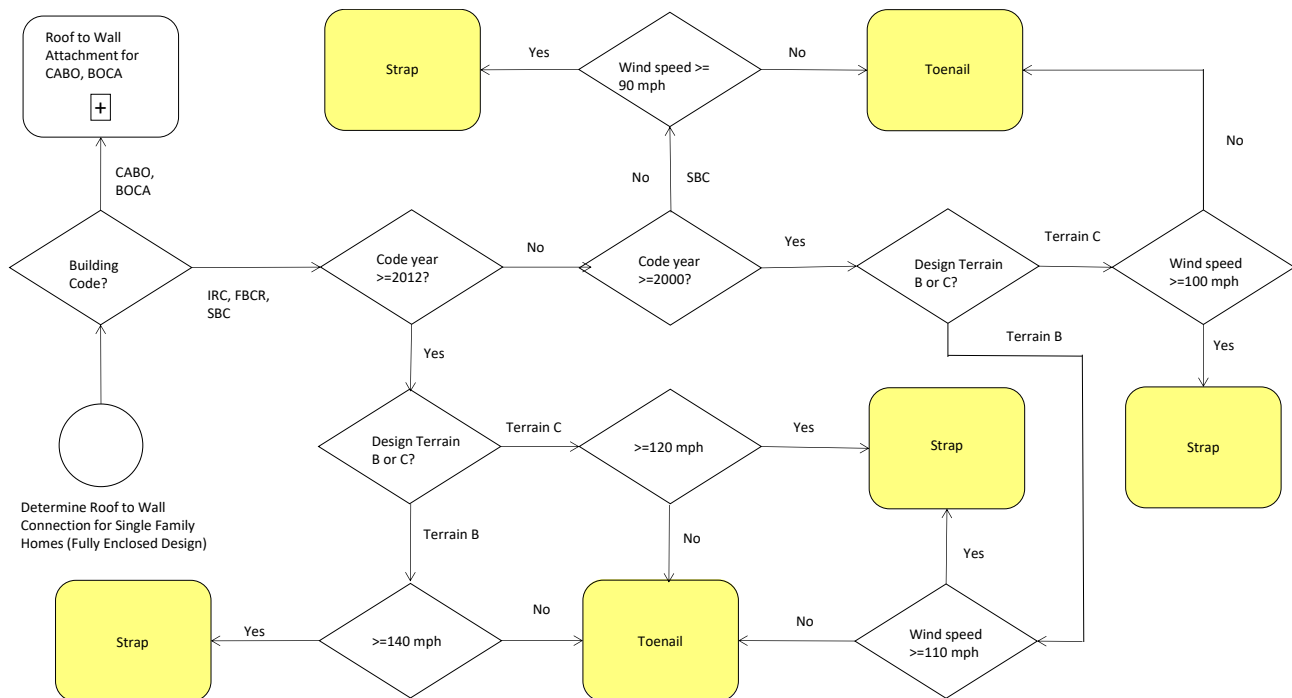 Roof to Wall
Attachment for
CABO, BOCA
+
Strap
Yes
Wind speed >=
90 mph
No
Toenail
No
CABO,
BOCA
No
SBC
Building
Code?
IRC, FBCR,
SBC
Code year
>=2012?
No
Code year
>=2000?
Yes
Design Terrain
B or C?
Terrain C
Wind speed
>=100 mph
Yes
Terrain B
Yes
Design Terrain
B or C?
Terrain C
>=120 mph
Yes
Strap
Strap
Determine Roof to Wall
Connection for Single Family
Homes (Fully Enclosed Design)
Terrain B
No
Yes
Strap
Yes
>=140 mph
No
Toenail
No
Wind speed
>=110 mph